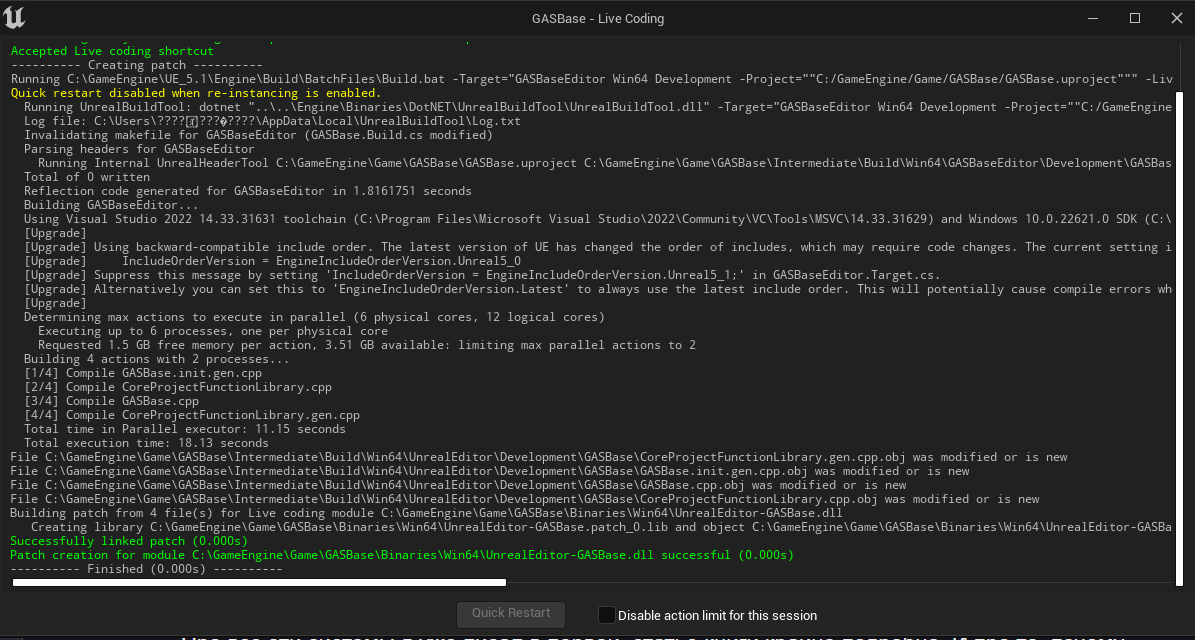 GASBase - Live Coding
Accepted Live coding shortcut
---------- Creating patch ----------
Running C:\GameEngine\UE_5.1\Engine\Build\BatchFiles\Build.bat -Target="GASBaseEditor Win64 Development -Project=""C:/GameEngine/Game/GASBase/GASBase.uproject""" -Liv
Quick restart disabled when re-instancing is enabled.
Running UnrealBuildTool: dotnet "..\..\Engine\Binaries\DotNET\UnrealBuildTool\UnrealBuildTool.dll" -Target="GASBaseEditor Win64 Development -Project=""C:/GameEngine
Log file: C:\Users\\AppData\Local\UnrealBuildTool\Log.txt
Invalidating makefile for GASBaseEditor (GASBase.Build.cs modified)
Parsing headers for GASBaseEditor
Running Internal UnrealHeaderTool C:\GameEngine\Game\GASBase\GASBase.uproject C:\GameEngine\Game\GASBase\Intermediate\Build\Win64\GASBaseEditor\Development\GASBas
Total of 0 written
Reflection code generated for GASBaseEditor in 1.8161751 seconds
Building GASBaseEditor...
Using Visual Studio 2022 14.33.31631 toolchain (C:\Program Files\Microsoft Visual Studio\2022\Community\VC\Tools\MSVC\14.33.31629) and Windows 10.0.22621.0 SDK (C:\
[Upgrade]
[Upgrade] Using backward-compatible include order. The latest version of UE has changed the order of includes, which may require code changes. The current setting i
[Upgrade] IncludeOrderVersion = EngineIncludeOrderVersion.Unreal5_0
[Upgrade] Suppress this message by setting 'IncludeOrderVersion = EngineIncludeOrderVersion.Unreal5_1;' in GASBaseEditor.Target.cs.
[Upgrade] Alternatively you can set this to 'EngineIncludeOrderVersion.Latest' to always use the latest include order. This will potentially cause compile errors wh
[Upgrade]
Determining max actions to execute in parallel (6 physical cores, 12 logical cores)
Executing up to 6 processes, one per physical core
Requested 1.5 GB free memory per action, 3.51 GB available: limiting max parallel actions to 2
Building 4 actions with 2 processes...
[1/4] Compile GASBase.init.gen.cpp
[2/4] Compile CoreProjectFunctionLibrary.cpp
[3/4] Compile GASBase.cpp
[4/4] Compile CoreProjectFunctionLibrary.gen.cpp
Total time in Parallel executor: 11.15 seconds
Total execution time: 18.13 seconds
File C:\GameEngine\Game\GASBase\Intermediate\Build\Win64\UnrealEditor\Development\GASBase\CoreProjectFunctionLibrary.gen.cpp.obj was modified or is new
File C:\GameEngine\Game\GASBase\Intermediate\Build\Win64\UnrealEditor\Development\GASBase\GASBase.init.gen.cpp.obj was modified or is new
File C:\GameEngine\Game\GASBase\Intermediate\Build\Win64\UnrealEditor\Development\GASBase\GASBase.cpp.obj was modified or is new
File C:\GameEngine\Game\GASBase\Intermediate\Build\Win64\UnrealEditor\Development\GASBase\CoreProjectFunctionLibrary.cpp.obj was modified or is new
Building patch from 4 file(s) for Live coding module C:\GameEngine\Game\GASBase\Binaries\Win64\UnrealEditor-GASBase.dll
Creating library C:\GameEngine\Game\GASBase\Binaries\Win64\UnrealEditor-GASBase.patch_0.lib and object C:\GameEngine\Game\GASBase\Binaries\Win64\UnrealEditor-GASBa
Successfully linked patch (0.000s)
Patch creation for module C:\GameEngine\Game\GASBase\Binaries\Win64\UnrealEditor-GASBase.dll successful (0.000s)
---------- Finished (0.000s) ----------
Quick Restart
Disable action limit for this session